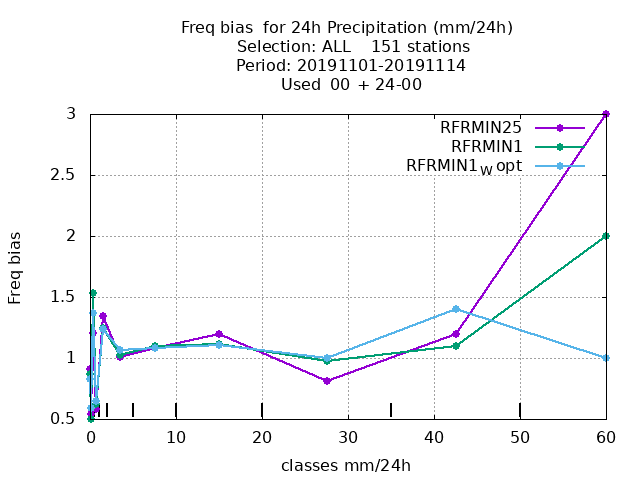 Freq bias  for 24h Precipitation (mm/24h)
Selection: ALL    151 stations
Period: 20191101-20191114
Used  00 + 24-00
RFRMIN25
RFRMIN1
RFRMIN1W opt
3
2.5
2
1.5
1
0.5
Freq bias
0 10 20 30 40 50 60
classes mm/24h